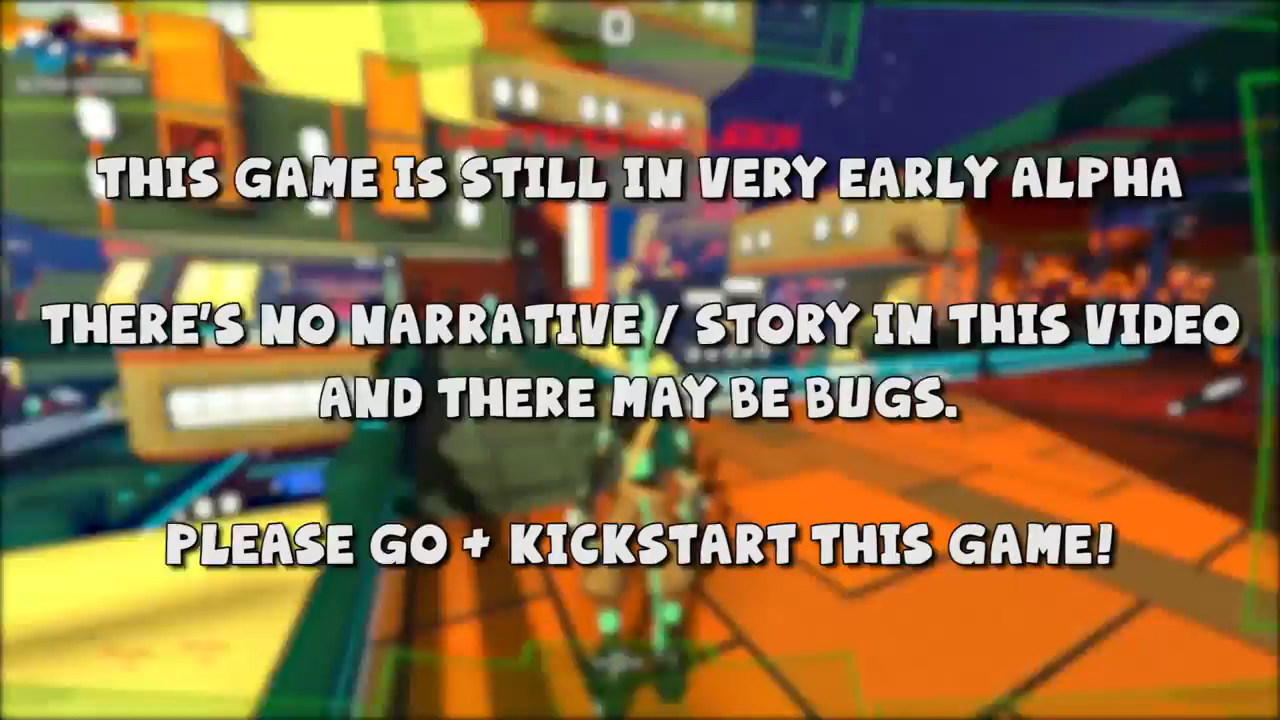 THIS GAME IS STILL IN VERY EARLY ALPHA
THERE'S NO NARRATIVE / STORY IN THIS VIDEO
AND THERE MAY BE BUGS.
PLEASE GO + KICKSTART THIS GAME!